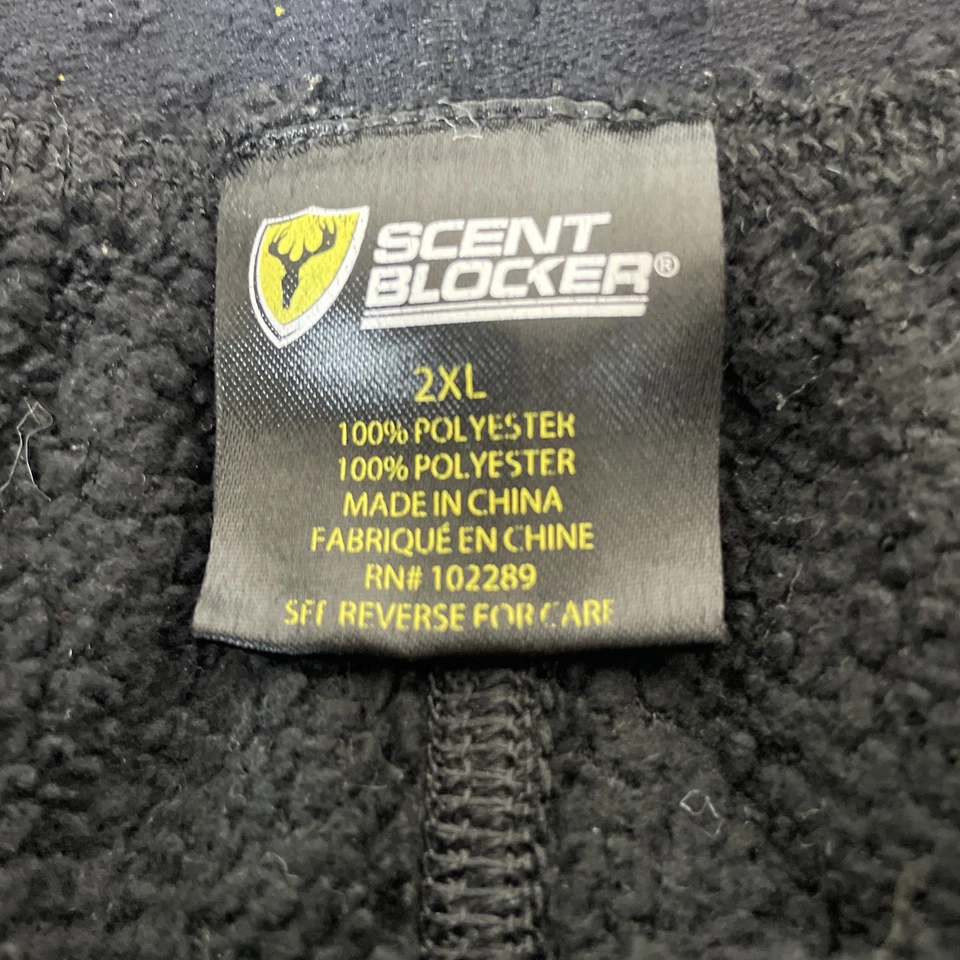 SCENT
BLOCKER®
2XL
100% POLYESTER
100% POLYESTER
MADE IN CHINA
FABRIQUÉ EN CHINE
RN# 102289
SEE REVERSE FOR CARE